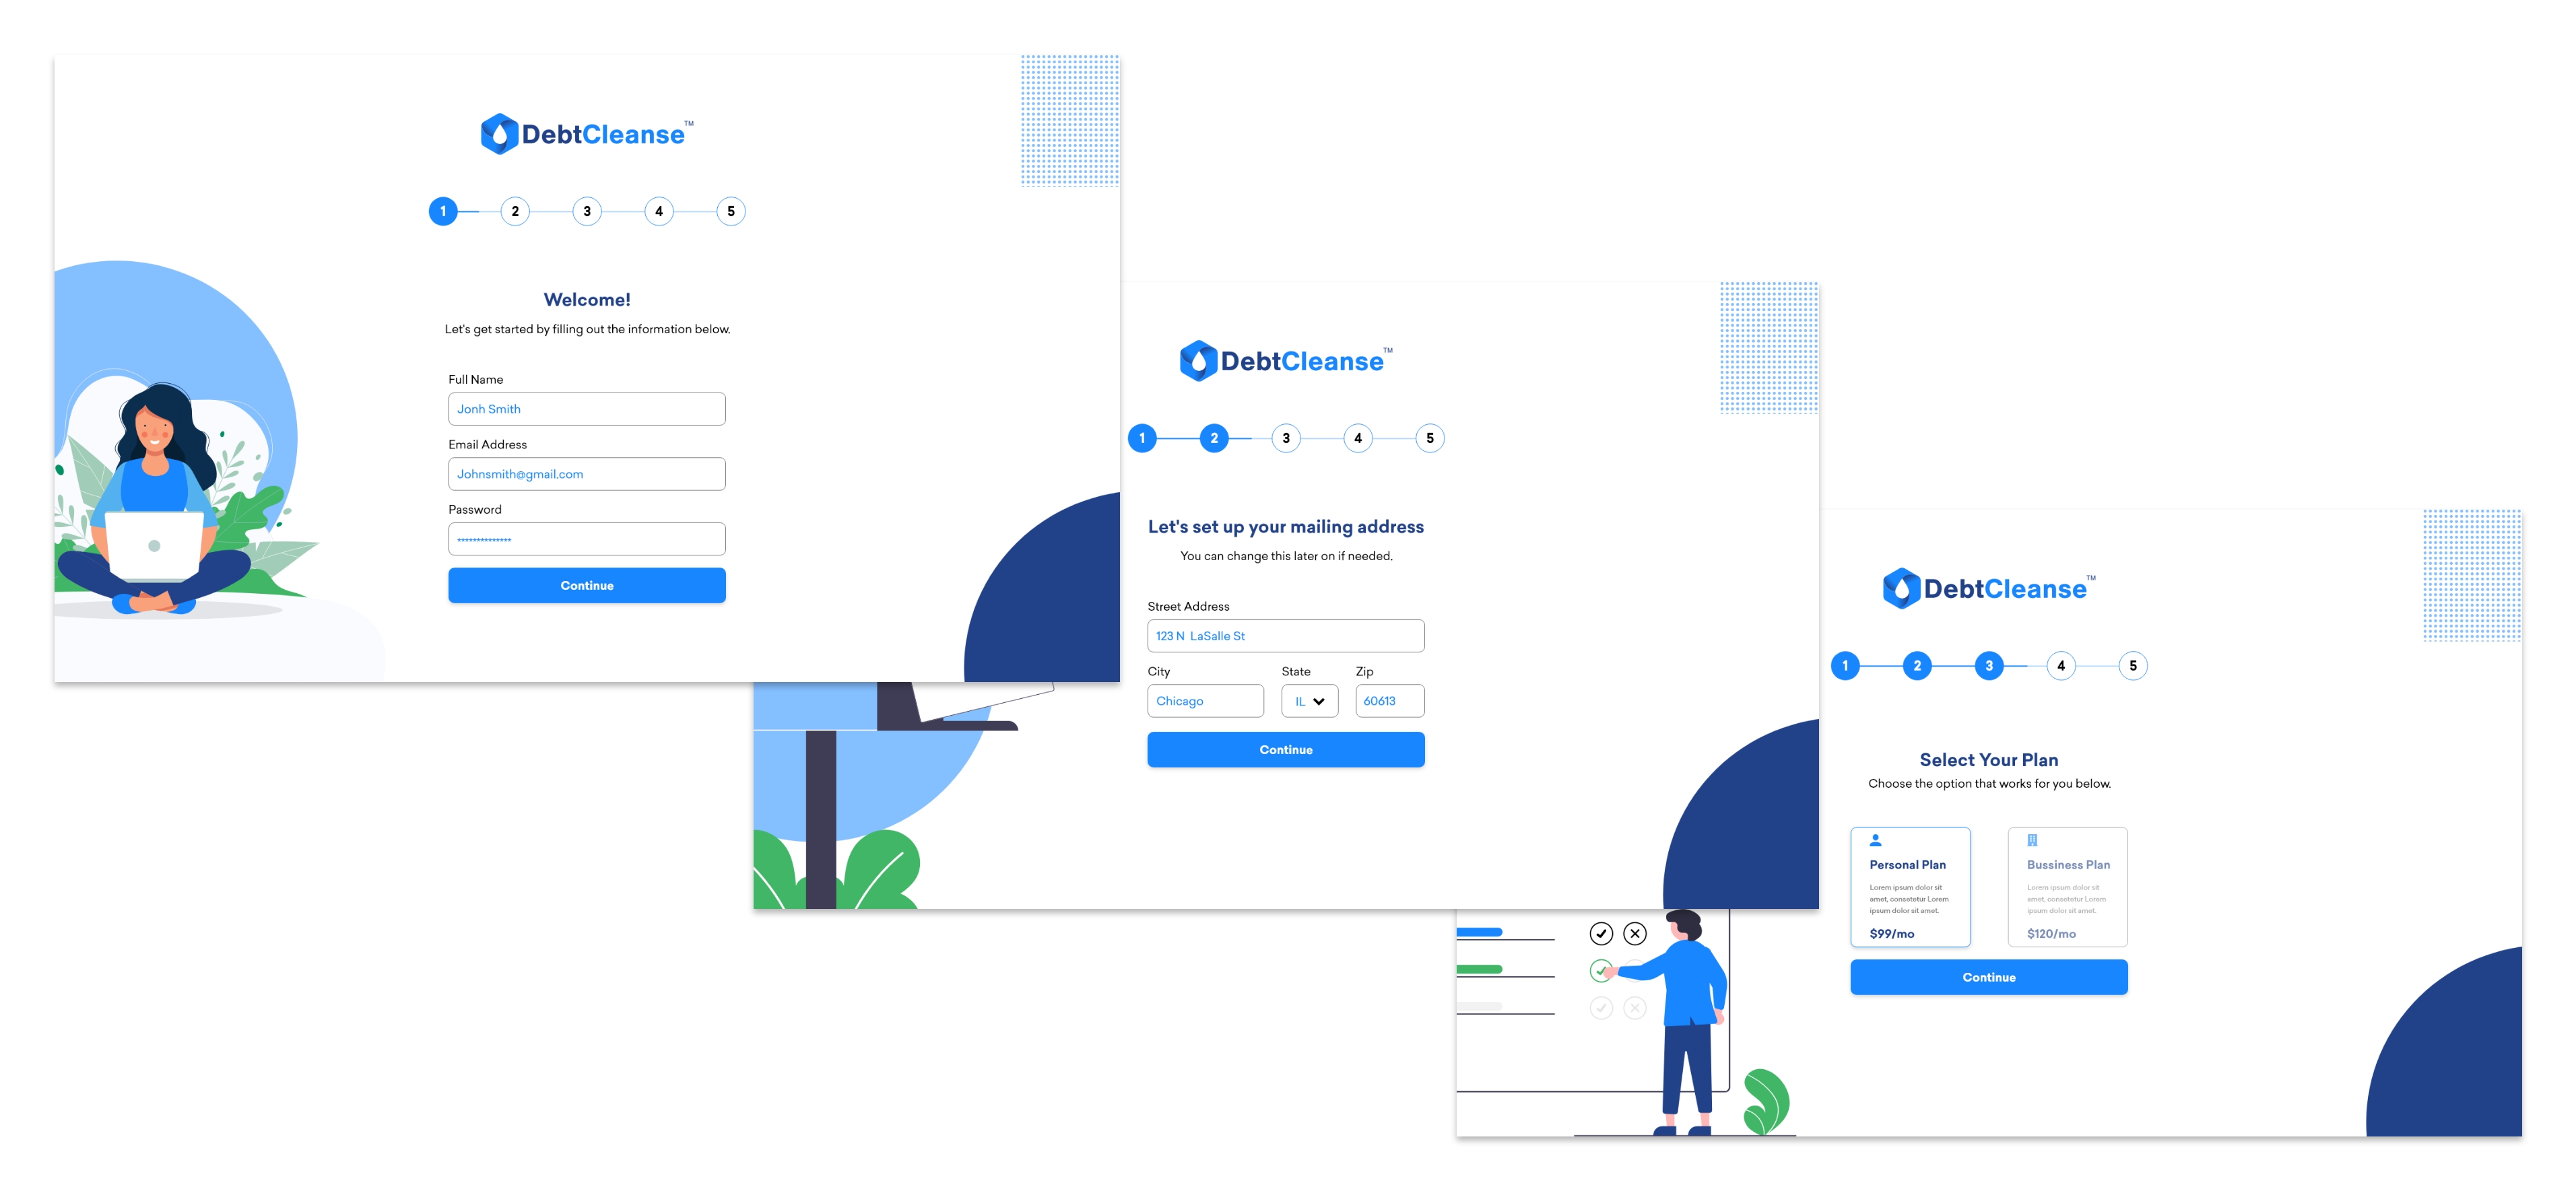 DebtCleanse™
1 2 3 4 5
Welcome!
Let's get started by filling out the information below.
Full Name
Jonh Smith
Email Address
Johnsmith@gmail.com
Password
**************
Continue
DebtCleanse™
1 2 3 4 5
Let's set up your mailing address
You can change this later on if needed.
Street Address
123 N LaSalle St
City State Zip
Chicago IL 60613
Continue
DebtCleanse™
1 2 3 4 5
Select Your Plan
Choose the option that works for you below.
Personal Plan
Lorem ipsum dolor sit
amet, consetetur Lorem
ipsum dolor sit amet.
$99/mo
Bussiness Plan
Lorem ipsum dolor sit
amet, consetetur Lorem
ipsum dolor sit amet.
$120/mo
Continue